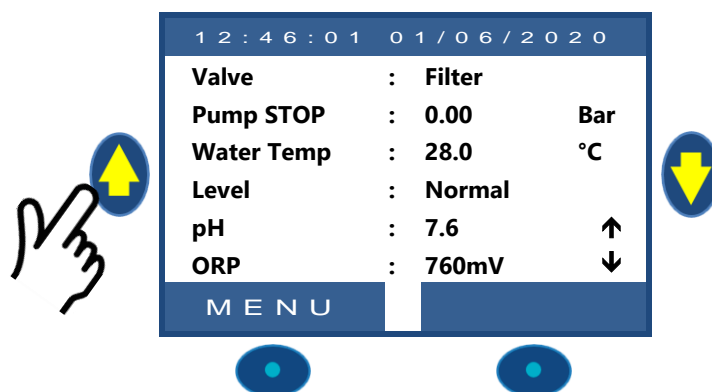 12:46:01 01/06/2020
Valve : Filter
Pump STOP : 0.00 Bar
Water Temp : 28.0 °C
Level : Normal
pH : 7.6 ↑
ORP : 760mV ↓
MENU